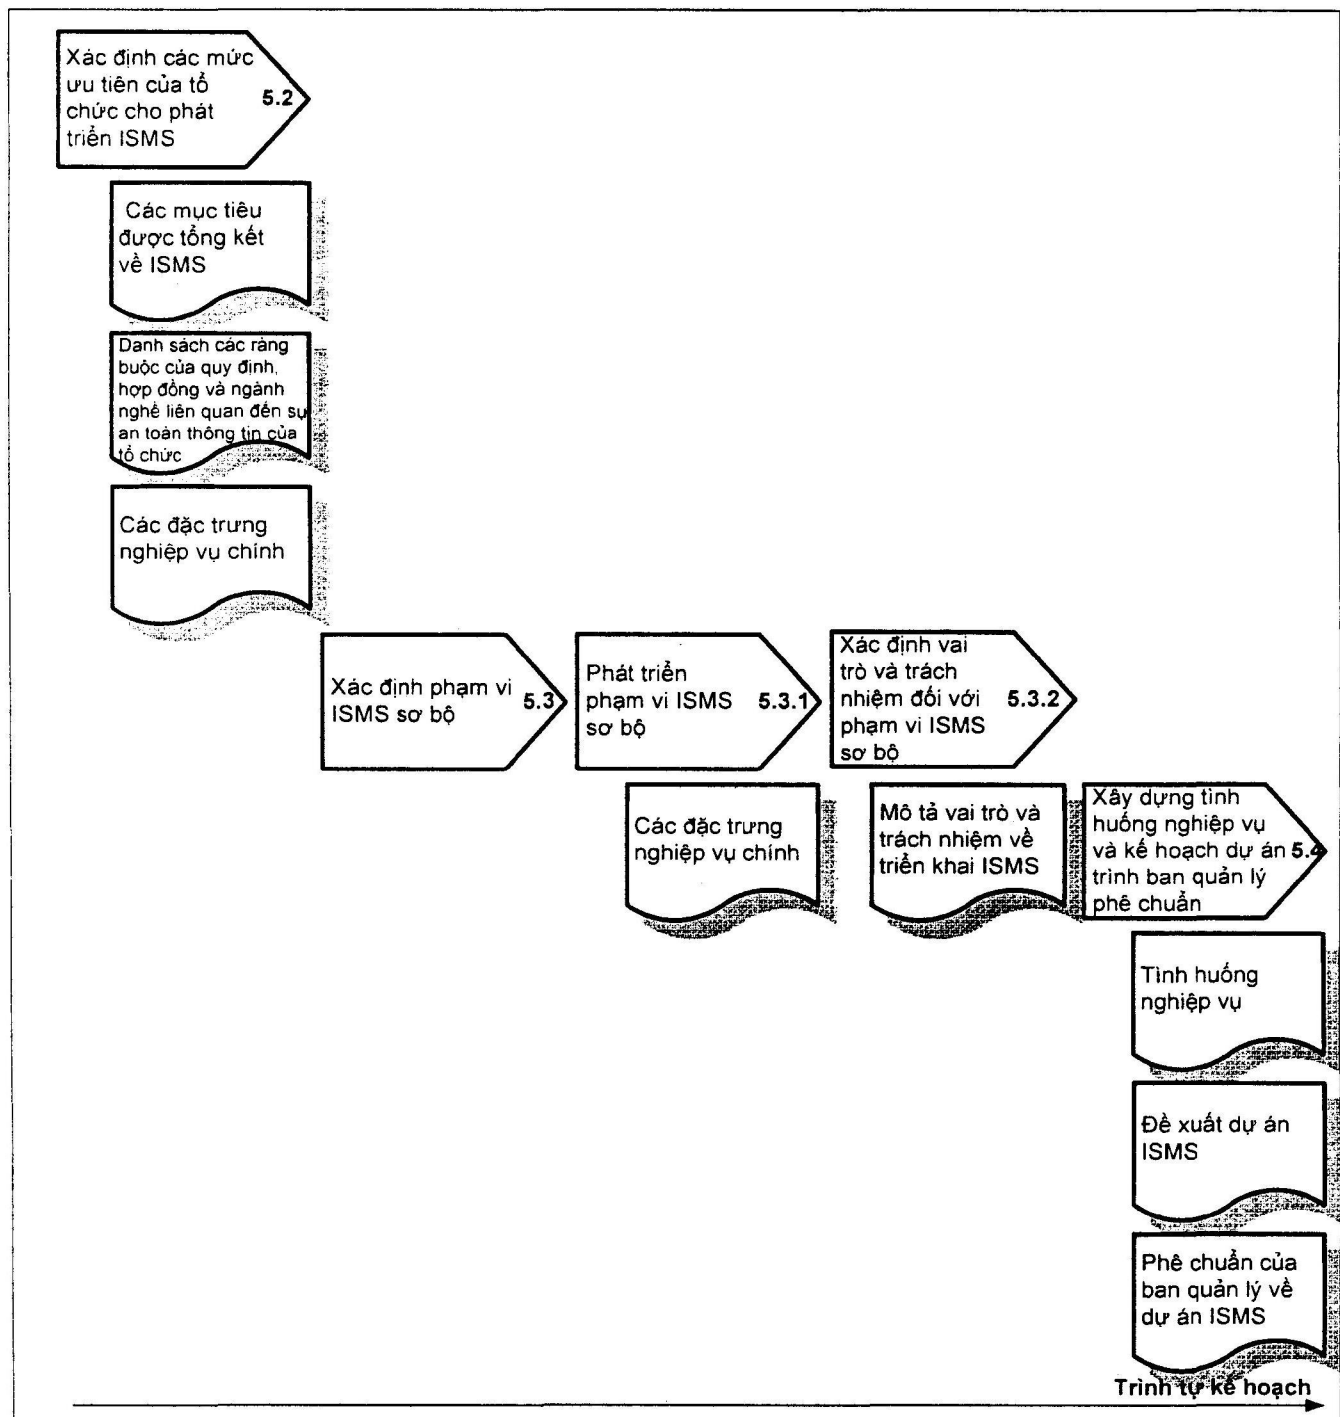 Xác định các mức
ưu tiên của tổ
chức cho phát
triển ISMS
5.2
Các mục tiêu
được tổng kết
về ISMS
Danh sách các ràng
buộc của quy định,
hợp đồng và ngành
nghề liên quan đến sự
an toàn thông tin của
tổ chức
Các đặc trưng
nghiệp vụ chính
Xác định phạm vi
ISMS sơ bộ
5.3
Phát triển
phạm vi ISMS
sơ bộ
5.3.1
Xác định vai
trò và trách
nhiệm đối với
phạm vi ISMS
sơ bộ
5.3.2
Các đặc trưng
nghiệp vụ chính
Mô tả vai trò và
trách nhiệm về
triển khai ISMS
Xây dựng tình
huống nghiệp vụ
và kế hoạch dự án
trình ban quản lý
phê chuẩn
5.4
Tình huống
nghiệp vụ
Đề xuất dự án
ISMS
Phê chuẩn của
ban quản lý về
dự án ISMS
Trình tự kế hoạch